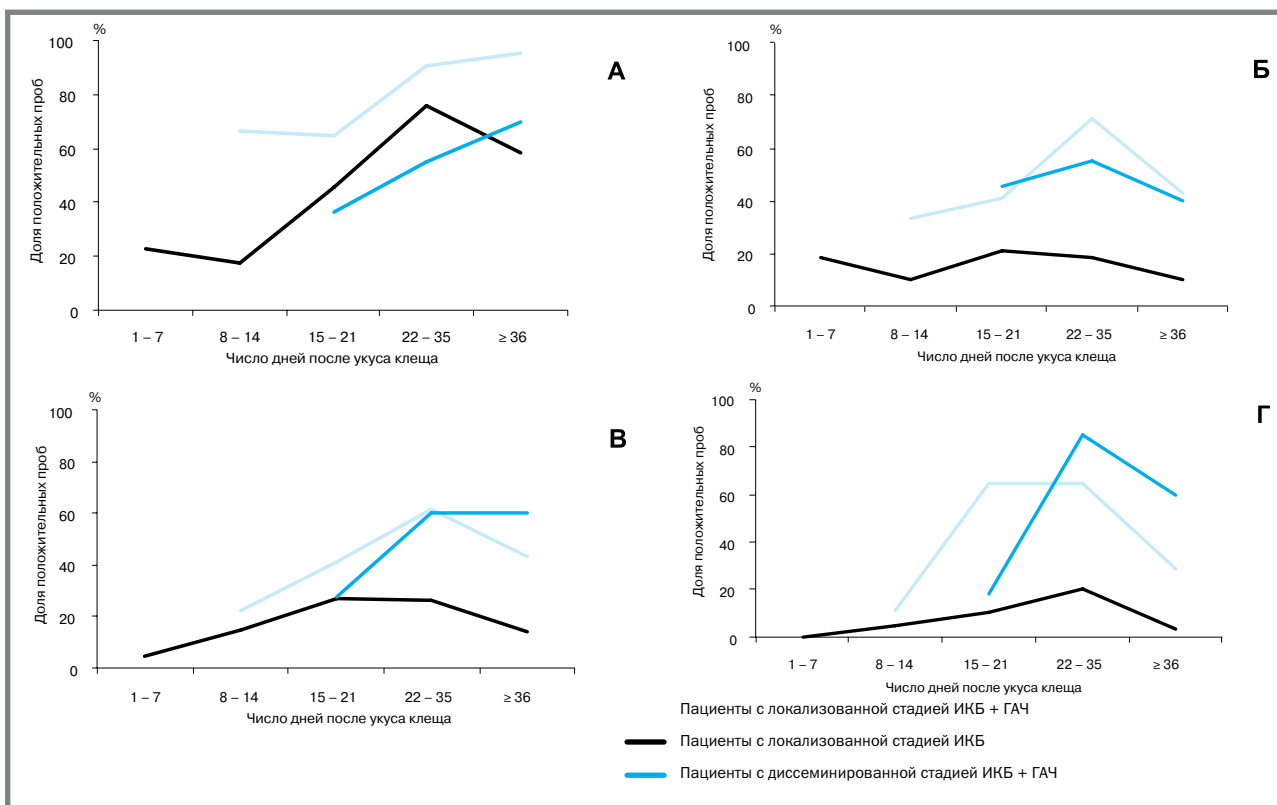 %
100
80
60
40
20
0
Доля положительных проб
А
1 – 7
8 – 14
15 – 21
22 – 35
≥ 36
Число дней после укуса клеща
%
100
80
60
40
20
0
Доля положительных проб
Б
1 – 7
8 – 14
15 – 21
22 – 35
≥ 36
Число дней после укуса клеща
%
100
80
60
40
20
0
Доля положительных проб
В
1 – 7
8 – 14
15 – 21
22 – 35
≥ 36
Число дней после укуса клеща
%
100
80
60
40
20
0
Доля положительных проб
Г
1 – 7
8 – 14
15 – 21
22 – 35
≥ 36
Число дней после укуса клеща
Пациенты с локализованной стадией ИКБ + ГАЧ
Пациенты с локализованной стадией ИКБ
Пациенты с диссеминированной стадией ИКБ + ГАЧ